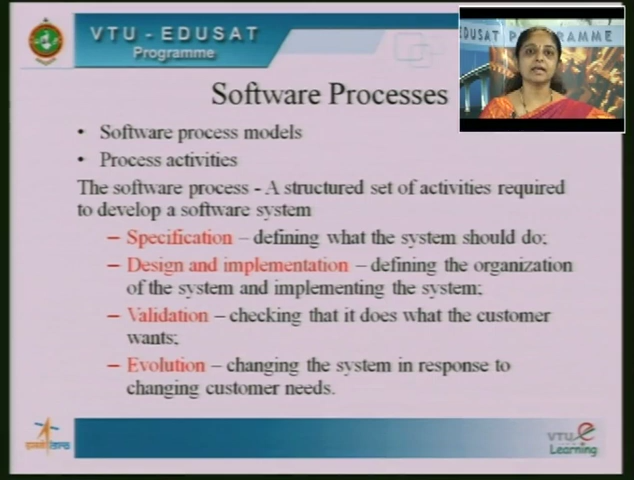 VTU - EDUSAT
Programme
EDUSAT PROGRAMME
Software Processes
• Software process models
• Process activities
The software process - A structured set of activities required
to develop a software system
– Specification – defining what the system should do;
– Design and implementation – defining the organization
of the system and implementing the system;
– Validation – checking that it does what the customer
wants;
– Evolution – changing the system in response to
changing customer needs.
VTU e
Learning